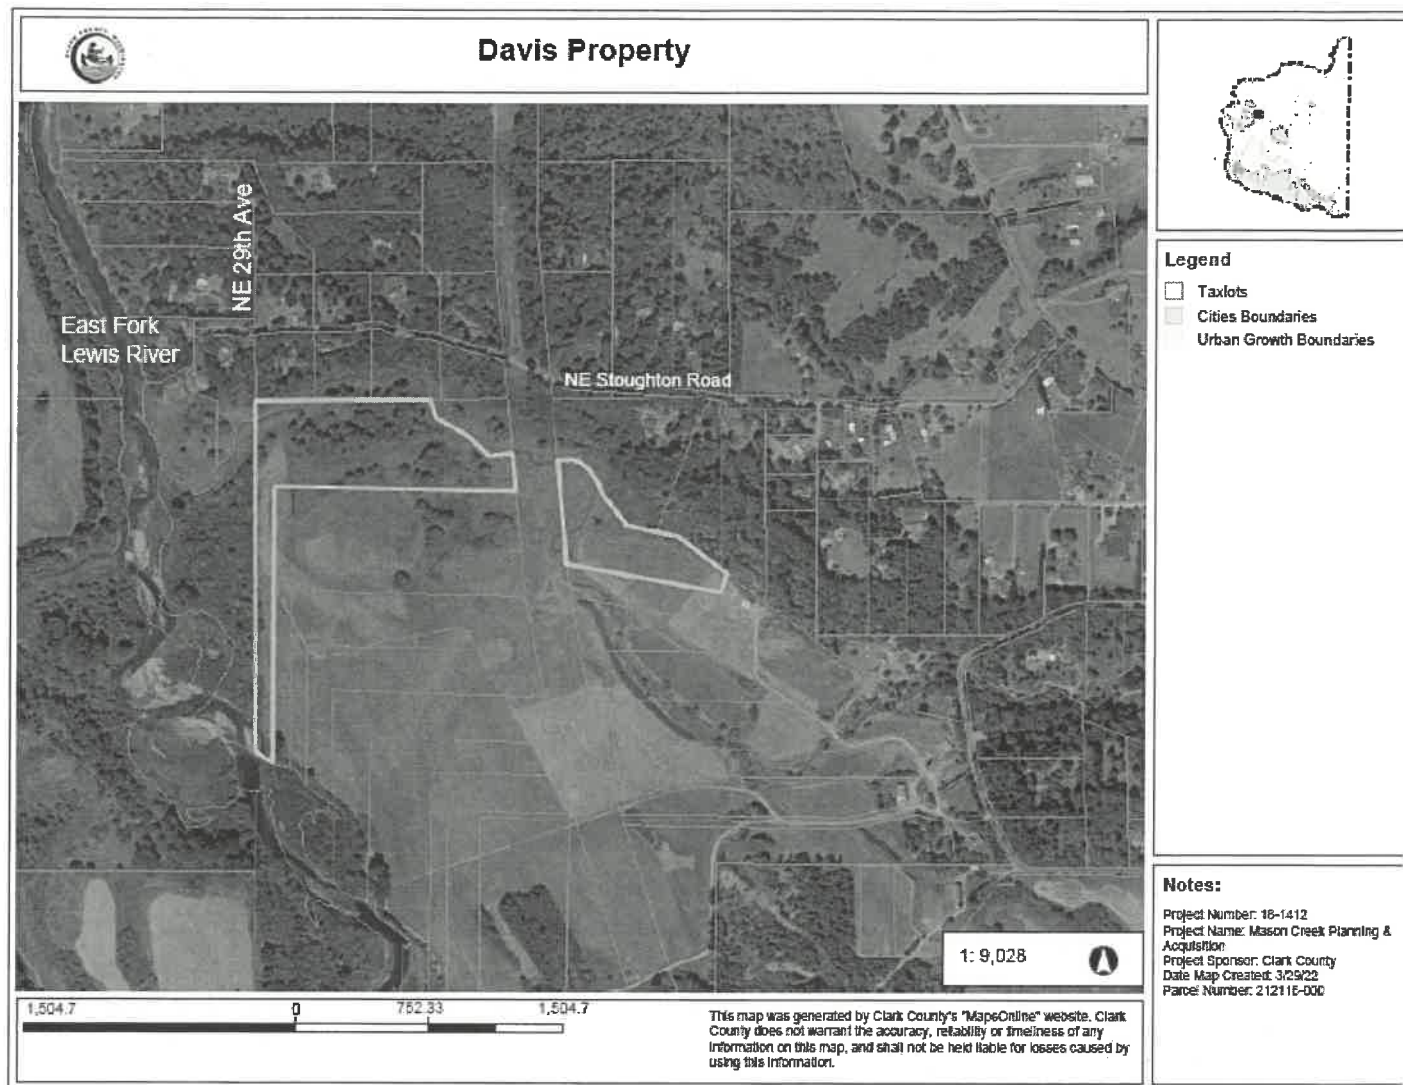 Davis Property
NE 29th Ave
East Fork
Lewis River
NE Stoughton Road
Legend
Taxlots
Cities Boundaries
Urban Growth Boundaries
Notes:
Project Number: 18-1412
Project Name: Mason Creek Planning &
Acquisition
Project Sponsor: Clark County
Date Map Created: 3/29/22
Parcel Number: 212116-000
1: 9,028
1,504.7 0 752.33 1,504.7
This map was generated by Clark County's "MapsOnline" website. Clark
County does not warrant the accuracy, reliability or timeliness of any
information on this map, and shall not be held liable for losses caused by
using this information.